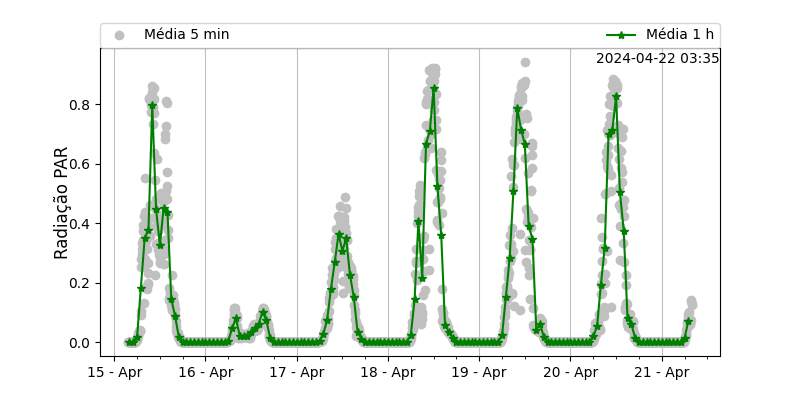 Média 5 min
Média 1 h
2024-04-22 03:35
Radiação PAR
0.8
0.6
0.4
0.2
0.0
15 - Apr
16 - Apr
17 - Apr
18 - Apr
19 - Apr
20 - Apr
21 - Apr